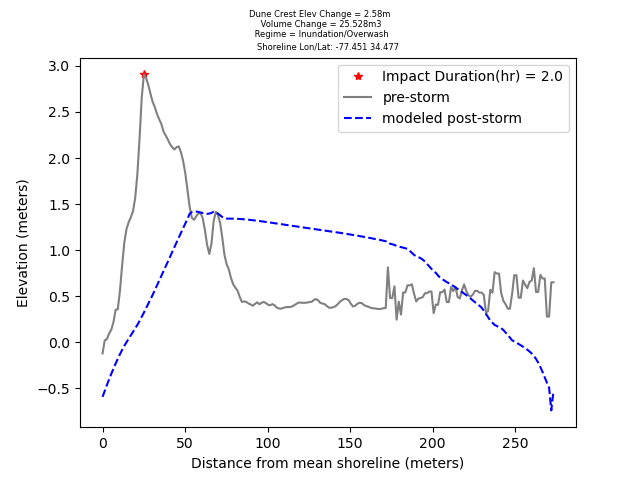 Dune Crest Elev Change = 2.58m
Volume Change = 25.528m3
Regime = Inundation/Overwash
Shoreline Lon/Lat: -77.451 34.477
Impact Duration(hr) = 2.0
pre-storm
modeled post-storm
3.0
2.5
2.0
1.5
1.0
0.5
0.0
−0.5
Elevation (meters)
0 50 100 150 200 250
Distance from mean shoreline (meters)